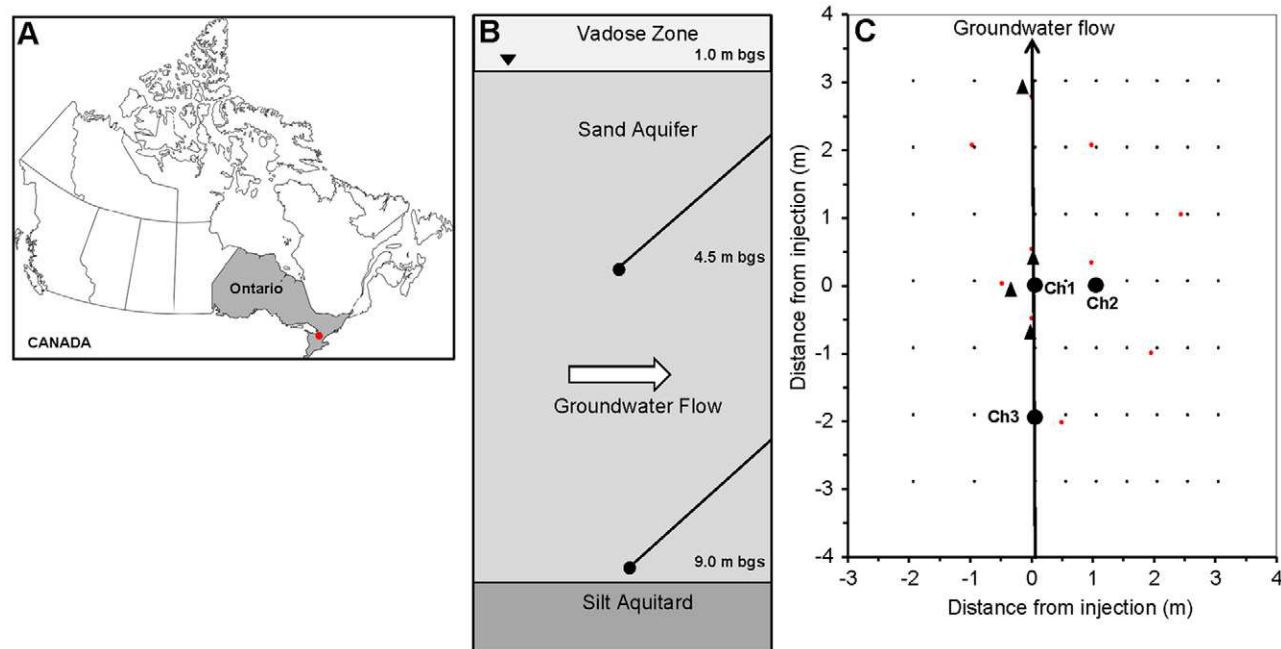 A
Ontario
CANADA
B
Vadose Zone
1.0 m bgs
Sand Aquifer
4.5 m bgs
Groundwater Flow
9.0 m bgs
Silt Aquitard
C
Groundwater flow
Distance from injection (m)
4
3
2
1
0
-1
-2
-3
-4
Ch1
Ch2
Ch3
-3 -2 -1 0 1 2 3 4
Distance from injection (m)